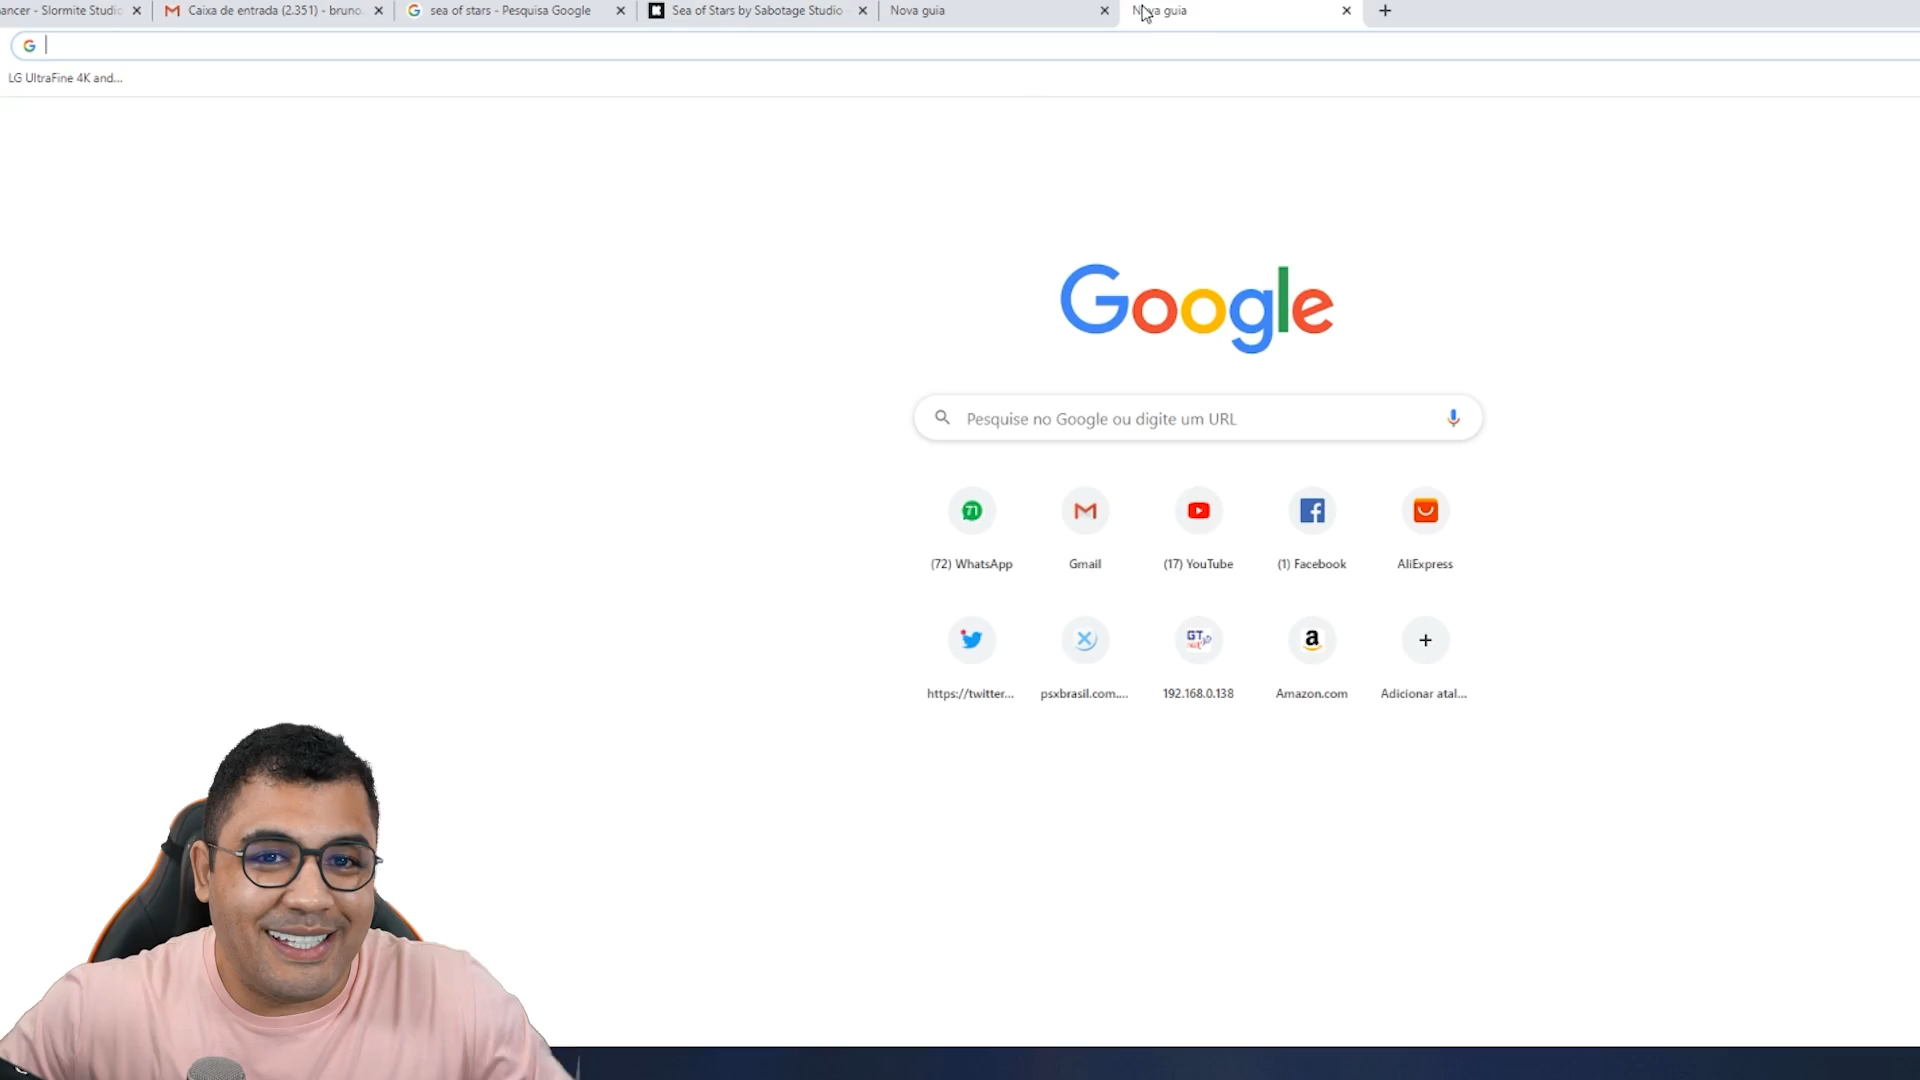 ancer - Slormite Studio
Caixa de entrada (2.351) - bruno.
sea of stars - Pesquisa Google
Sea of Stars by Sabotage Studio -
Nova guia
Nova guia
LG UltraFine 4K and...
Google
Pesquise no Google ou digite um URL
71
(72) WhatsApp
Gmail
(17) YouTube
(1) Facebook
AliExpress
GT
https://twitter...
psxbrasil.com....
192.168.0.138
Amazon.com
Adicionar atal...